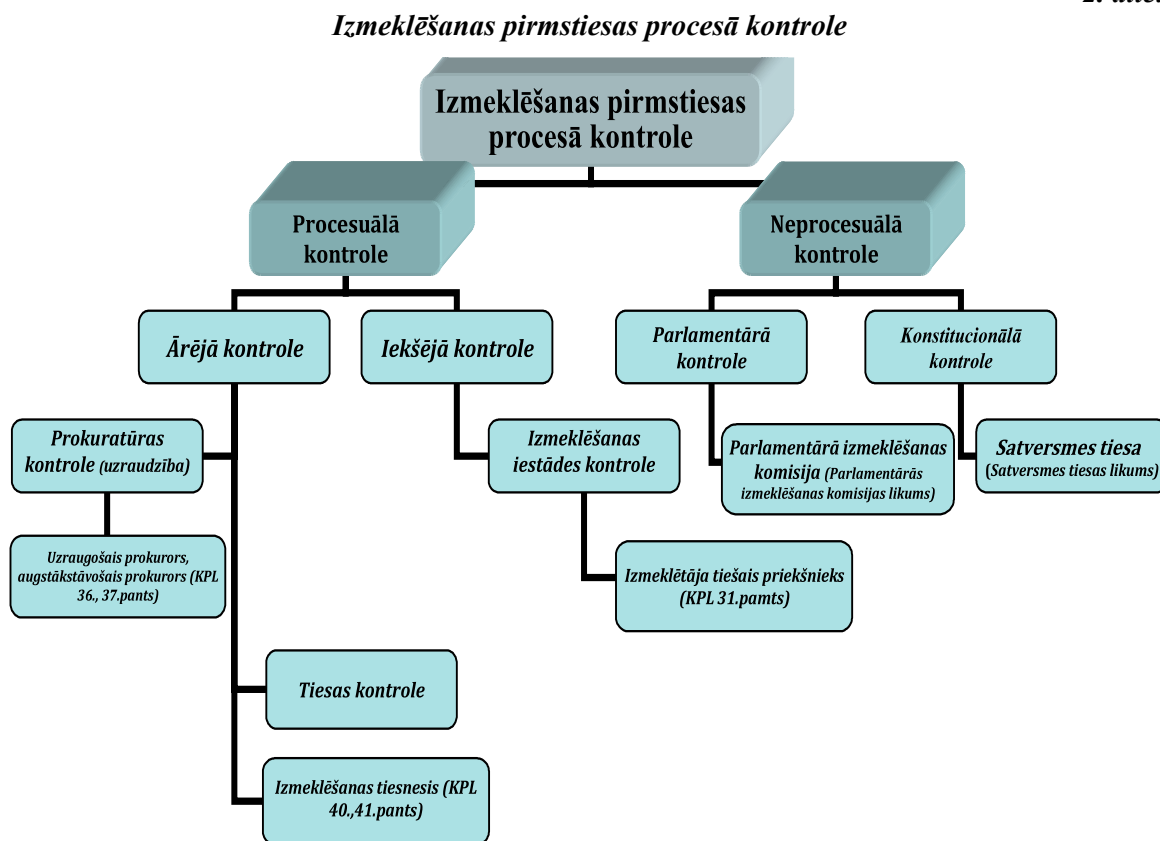 Izmeklēšanas pirmstiesas procesā kontrole
Izmeklēšanas pirmstiesas
procesā kontrole
Procesuālā
kontrole
Neprocesuālā
kontrole
Ārējā kontrole
Iekšējā kontrole
Parlamentārā
kontrole
Konstitucionālā
kontrole
Prokuratūras
kontrole (uzraudzība)
Izmeklēšanas
iestādes kontrole
Parlamentārā izmeklēšanas
komisija (Parlamentārās
izmeklēšanas komisijas likums)
Satversmes tiesa
(Satversmes tiesas likums)
Uzraugošais prokurors,
augstākstāvošais prokurors (KPL
36., 37.pants)
Izmeklētāja tiešais priekšnieks
(KPL 31.pamts)
Tiesas kontrole
Izmeklēšanas tiesnesis (KPL
40.,41.pants)